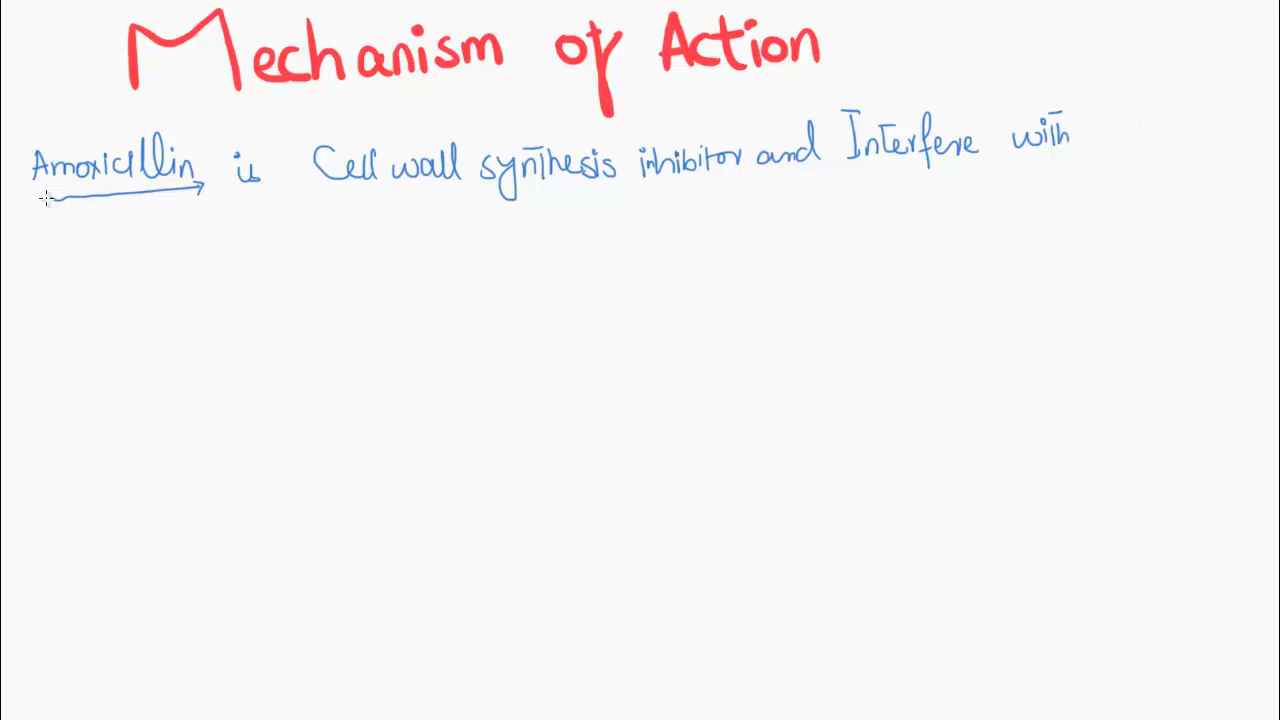 Mechanism of Action
Amoxicillin is Cell wall synthesis inhibitor and Interfere with